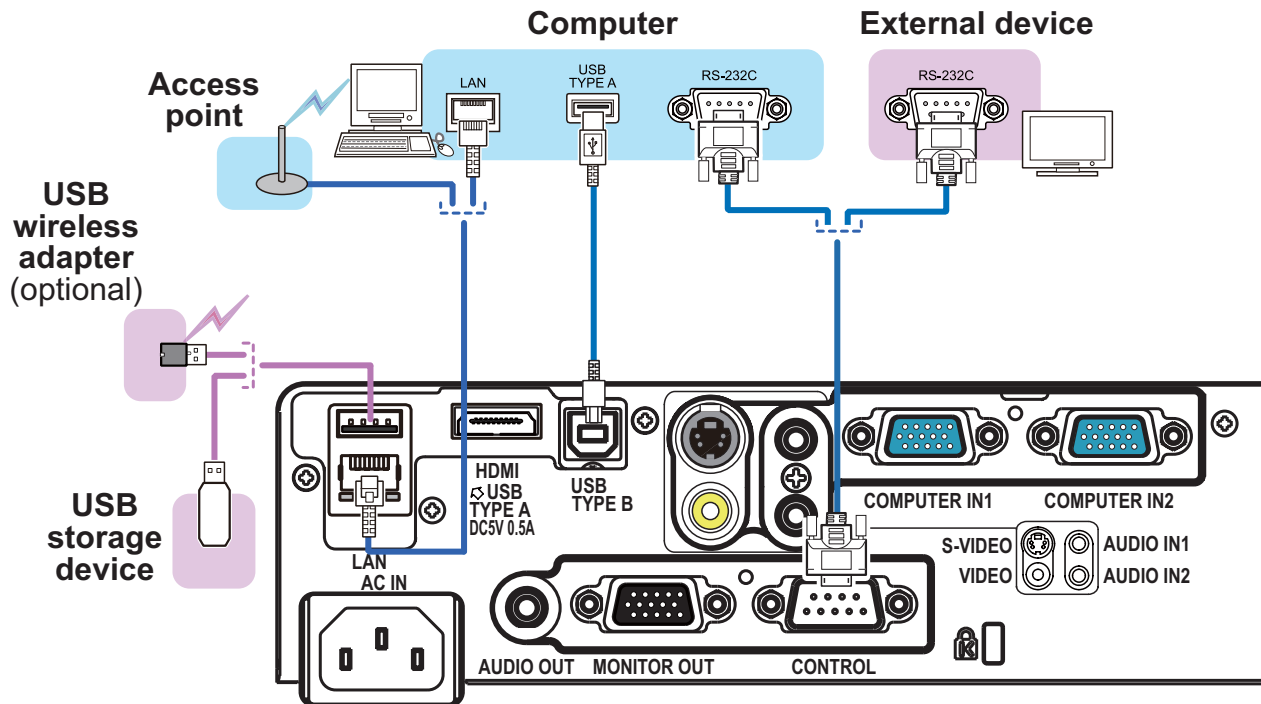 Computer
External device
Access
point
LAN
USB
TYPE A
RS-232C
RS-232C
USB
wireless
adapter
(optional)
USB
storage
device
HDMI
USB
TYPE A
DC5V 0.5A
USB
TYPE B
LAN
AC IN
COMPUTER IN1
COMPUTER IN2
S-VIDEO
AUDIO IN1
VIDEO
AUDIO IN2
AUDIO OUT
MONITOR OUT
CONTROL
K